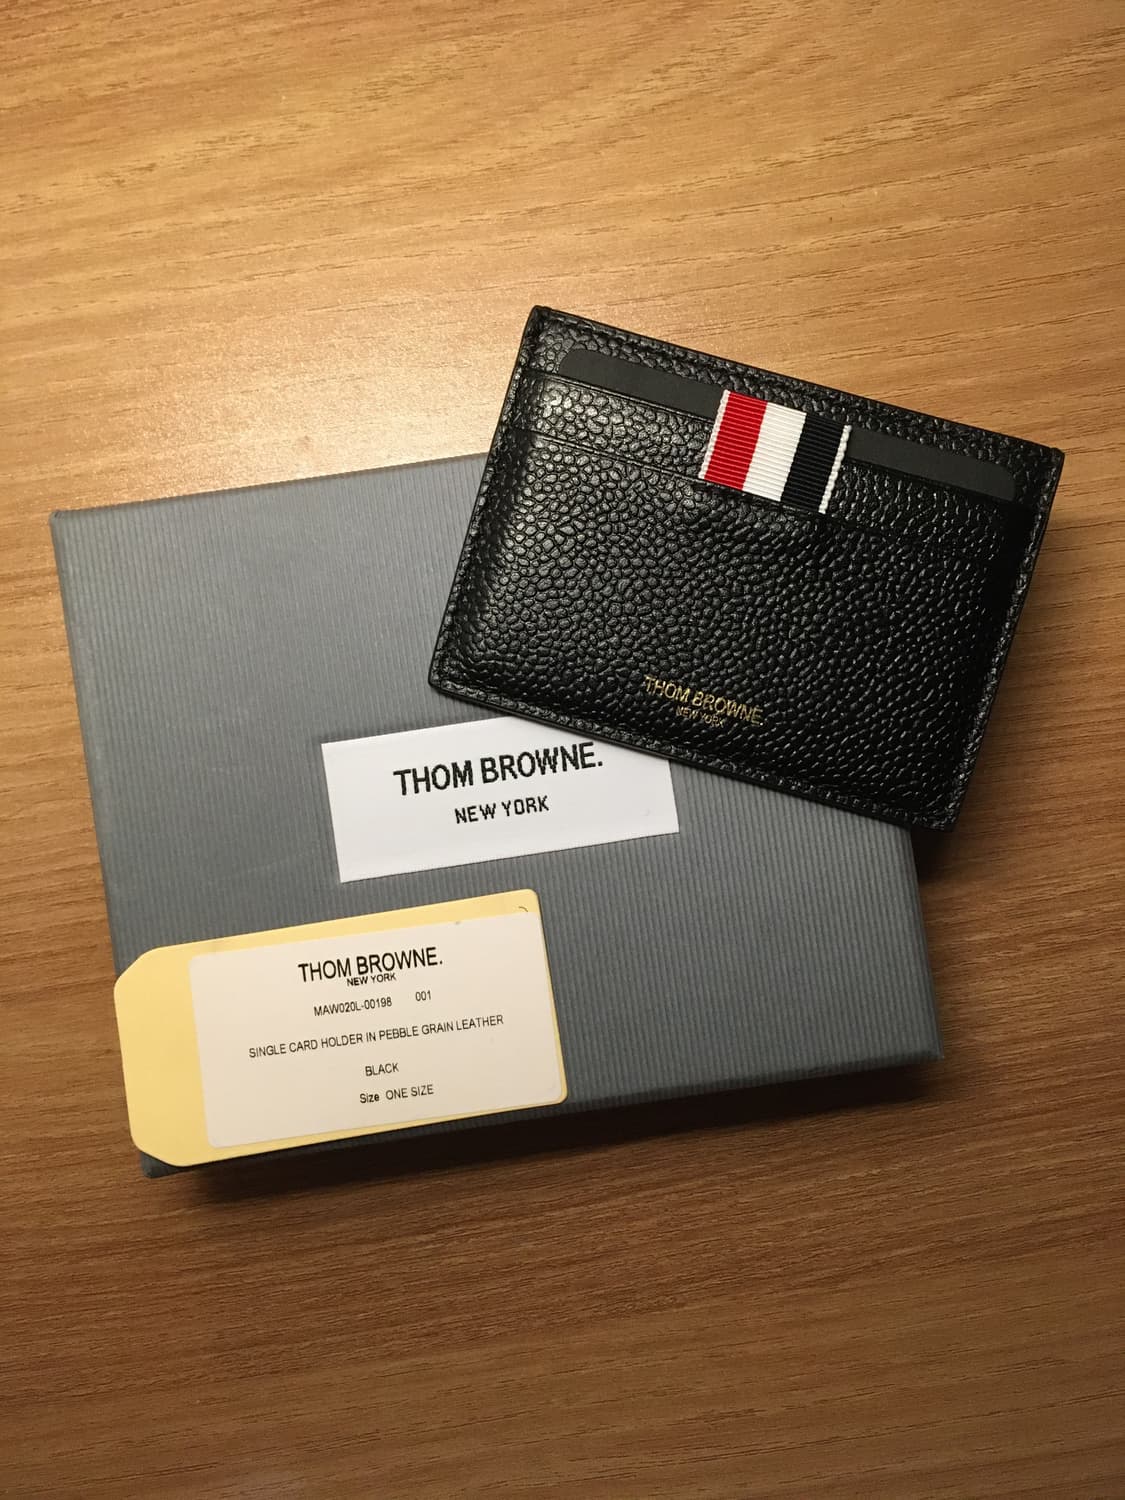 THOM BROWNE.
NEW YORK
THOM BROWNE.
NEW YORK
THOM BROWNE.
NEW YORK
MAW020L-00198 001
SINGLE CARD HOLDER IN PEBBLE GRAIN LEATHER
BLACK
Size ONE SIZE